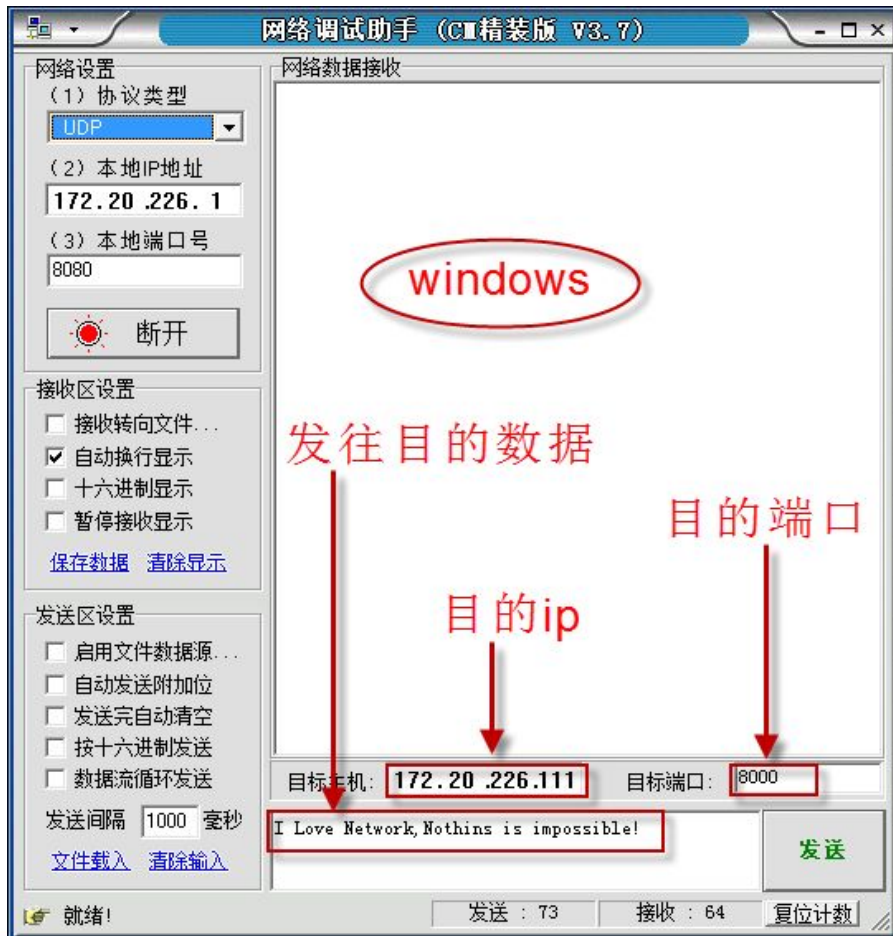 网络调试助手 (CM精装版 V3.7)
网络设置
(1) 协议类型
UDP
(2) 本地IP地址
172.20 .226. 1
(3) 本地端口号
8080
断开
接收区设置
接收转向文件...
自动换行显示
十六进制显示
暂停接收显示
保存数据 清除显示
发送区设置
启用文件数据源...
自动发送附加位
发送完自动清空
按十六进制发送
数据流循环发送
发送间隔 1000 毫秒
文件载入 清除输入
网络数据接收
windows
发往目的数据
目的端口
目的ip
目标主机: 172.20 .226.111 目标端口: 8000
I Love Network,Nothins is impossible!
发送
就绪! 发送 : 73 接收 : 64 复位计数